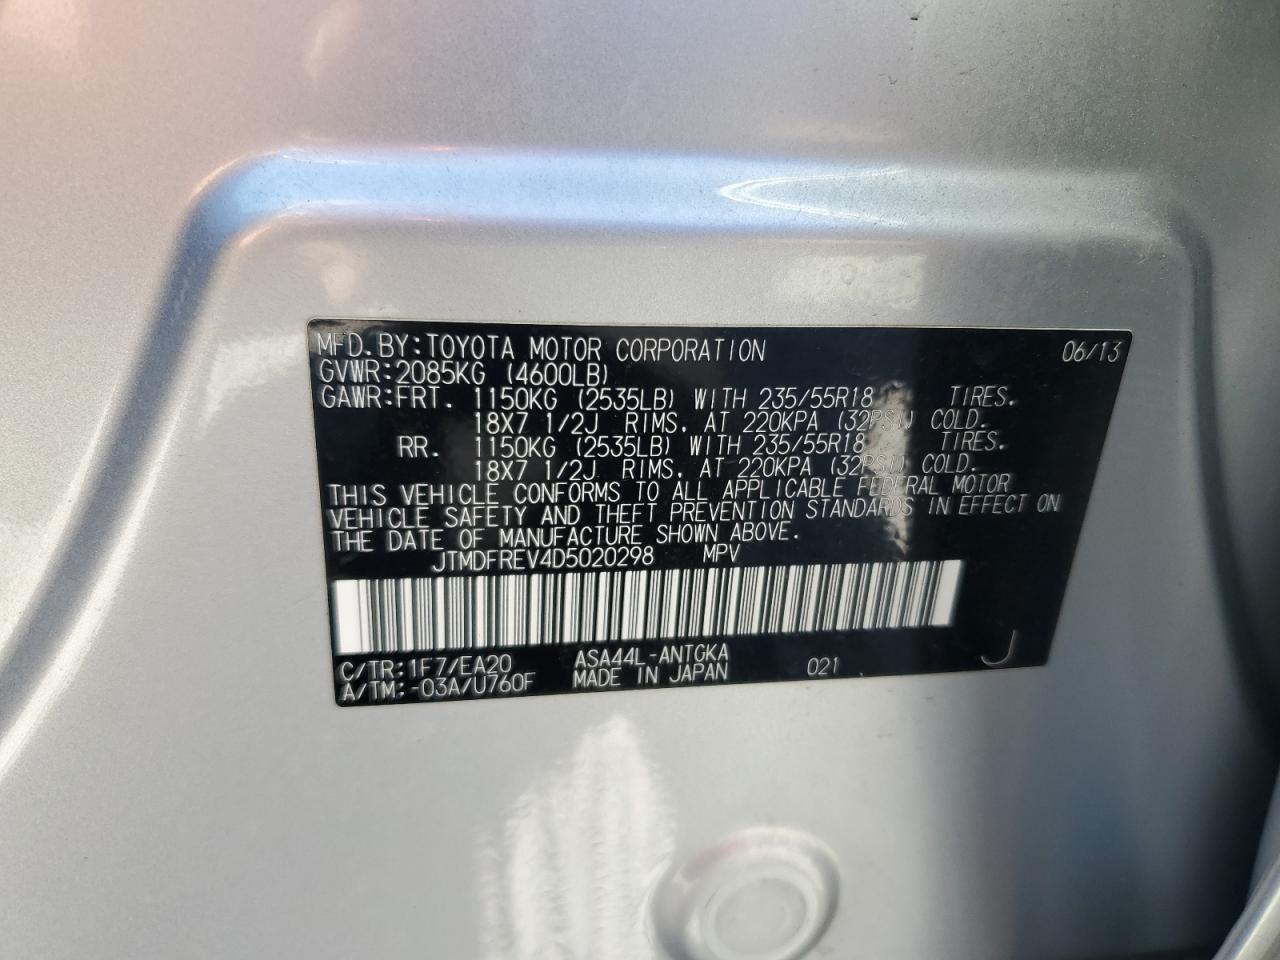 MFD. BY: TOYOTA MOTOR CORPORATION 06/13
GVWR: 2085KG (4600LB)
GAWR: FRT. 1150KG (2535LB) WITH 235/55R18 TIRES.
18X7 1/2J RIMS. AT 220KPA (32PSI) COLD.
RR. 1150KG (2535LB) WITH 235/55R18 TIRES.
18X7 1/2J RIMS. AT 220KPA (32PSI) COLD.
THIS VEHICLE CONFORMS TO ALL APPLICABLE FEDERAL MOTOR
VEHICLE SAFETY AND THEFT PREVENTION STANDARDS IN EFFECT ON
THE DATE OF MANUFACTURE SHOWN ABOVE.
JTMDFREV4D5020298 MPV
C/TR: 1F7/EA20 ASA44L-ANTGKA 021 J
A/TM: -03A/U760F MADE IN JAPAN